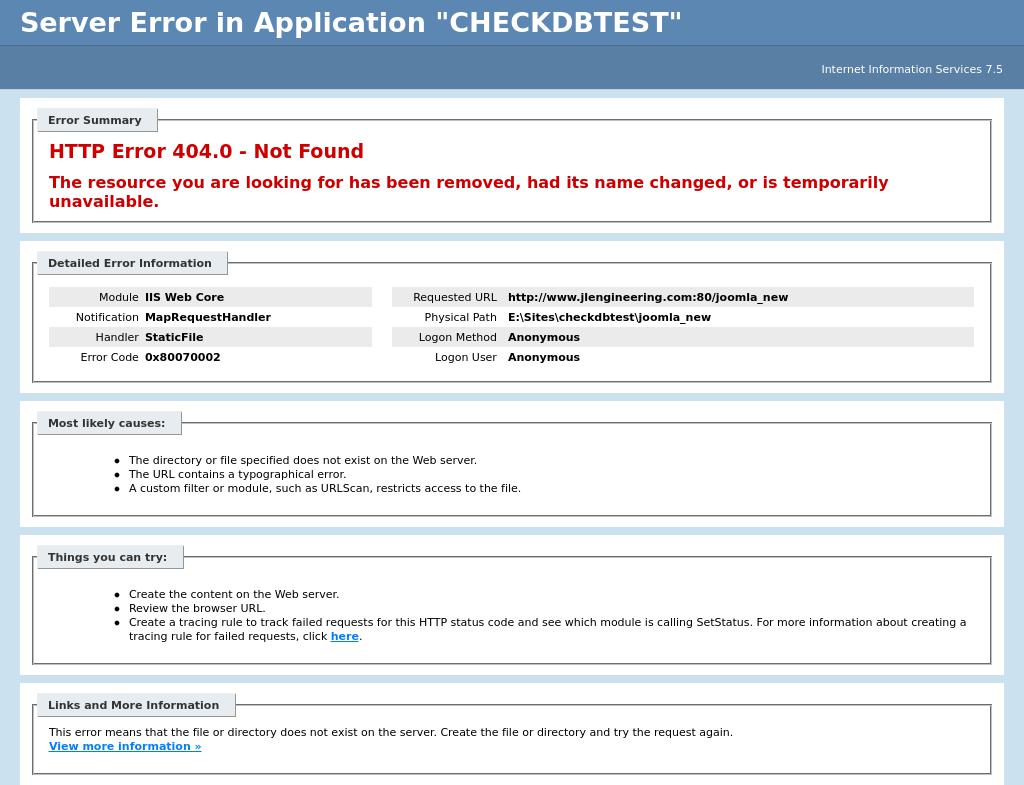 Server Error in Application "CHECKDBTEST"
Internet Information Services 7.5
Error Summary
HTTP Error 404.0 - Not Found
The resource you are looking for has been removed, had its name changed, or is temporarily
unavailable.
Detailed Error Information
Module IIS Web Core
Notification MapRequestHandler
Handler StaticFile
Error Code 0x80070002
Requested URL http://www.jlengineering.com:80/joomla_new
Physical Path E:\Sites\checkdbtest\joomla_new
Logon Method Anonymous
Logon User Anonymous
Most likely causes:
• The directory or file specified does not exist on the Web server.
• The URL contains a typographical error.
• A custom filter or module, such as URLScan, restricts access to the file.
Things you can try:
• Create the content on the Web server.
• Review the browser URL.
• Create a tracing rule to track failed requests for this HTTP status code and see which module is calling SetStatus. For more information about creating a
tracing rule for failed requests, click here.
Links and More Information
This error means that the file or directory does not exist on the server. Create the file or directory and try the request again.
View more information »